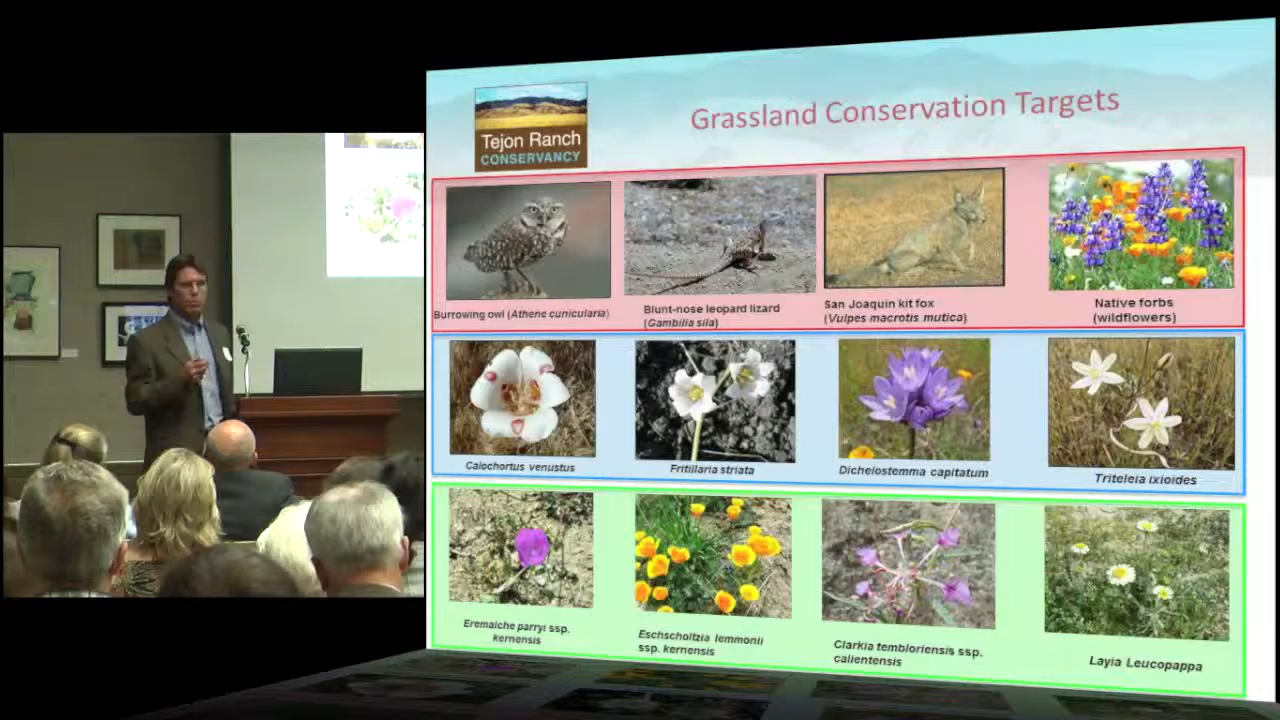 Grassland Conservation Targets
Tejon Ranch
CONSERVANCY
Burrowing owl (Athene cunicularia)
Blunt-nose leopard lizard
(Gambilia sila)
San Joaquin kit fox
(Vulpes macrotis mutica)
Native forbs
(wildflowers)
Calochortus venustus
Fritillaria striata
Dichelostemma capitatum
Triteleia ixioides
Eremalche parryi ssp.
kernensis
Eschscholtzia lemmonii
ssp. kernensis
Clarkia tembloriensis ssp.
calientensis
Layia Leucopappa